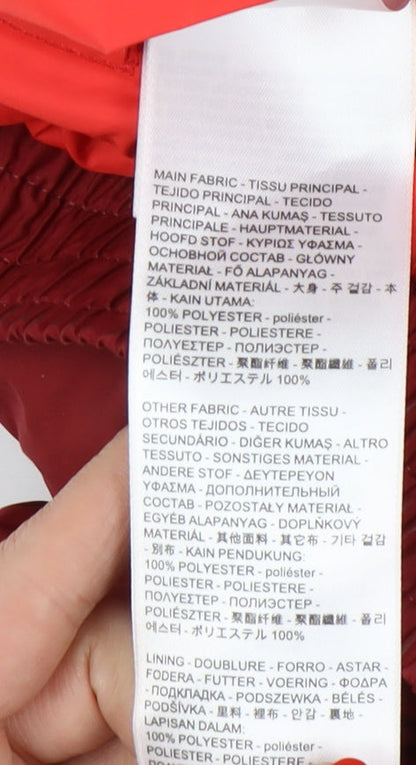 MAIN FABRIC - TISSU PRINCIPAL -
TEJIDO PRINCIPAL - TECIDO
PRINCIPAL - ANA KUMAŞ - TESSUTO
PRINCIPALE - HAUPTMATERIAL -
HOOFD STOF - ΚΥΡΙΟΣ ΥΦΑΣΜΑ -
ОСНОВНОЙ СОСТАВ - GŁÓWNY
MATERIAŁ - FŐ ALAPANYAG -
ZÁKLADNÍ MATERIÁL - 大身 - 주 겉감 - 本
体 - KAIN UTAMA:
100% POLYESTER - poliéster -
POLIESTER - POLIESTERE -
ΠΟΛΥΕΣΤΕΡ - ПОЛИЭСТЕР -
POLIÉSZTER - 聚酯纤维 - 聚酯纖維 - 폴리
에스터 - ポリエステル 100%
OTHER FABRIC - AUTRE TISSU -
OTROS TEJIDOS - TECIDO
SECUNDÁRIO - DIĞER KUMAŞ - ALTRO
TESSUTO - SONSTIGES MATERIAL -
ANDERE STOF - ΔΕΥΤΕΡΕΥΟΝ
ΥΦΑΣΜΑ - ДОПОЛНИТЕЛЬНЫЙ
СОСТАВ - POZOSTAŁY MATERIAŁ -
EGYÉB ALAPANYAG - DOPLŇKOVÝ
MATERIÁL - 其他面料 - 其它布 - 기타 겉감
- 別布 - KAIN PENDUKUNG:
100% POLYESTER - poliéster -
POLIESTER - POLIESTERE -
ΠΟΛΥΕΣΤΕΡ - ПОЛИЭСТЕР -
POLIÉSZTER - 聚酯纤维 - 聚酯纖維 - 폴리
에스터 - ポリエステル 100%
LINING - DOUBLURE - FORRO - ASTAR -
FODERA - FUTTER - VOERING - ΦΟΔΡΑ
- ПОДКЛАДКА - PODSZEWKA - BÉLÉS -
PODŠÍVKA - 里料 - 裡布 - 안감 - 裏地 -
LAPISAN DALAM:
100% POLYESTER - poliéster -
POLIESTER - POLIESTERE -